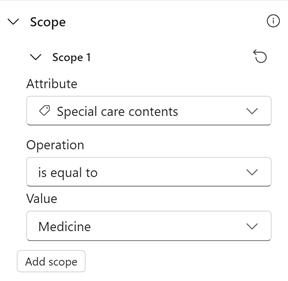 Scope
Scope 1
Attribute
Special care contents
Operation
is equal to
Value
Medicine
Add scope